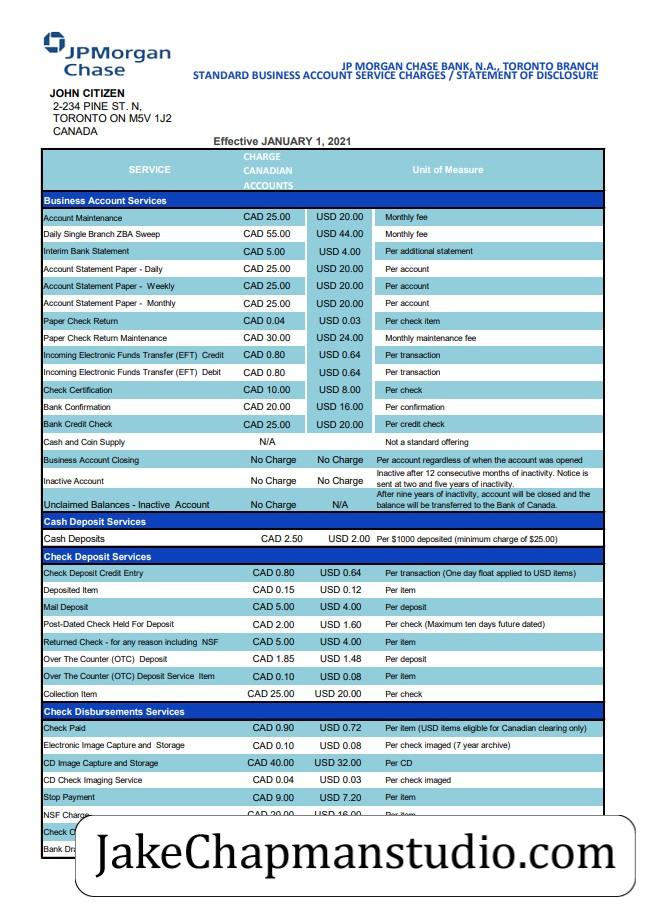 JPMorgan
Chase
JP MORGAN CHASE BANK, N.A., TORONTO BRANCH
STANDARD BUSINESS ACCOUNT SERVICE CHARGES / STATEMENT OF DISCLOSURE
JOHN CITIZEN
2-234 PINE ST. N,
TORONTO ON M5V 1J2
CANADA
Effective JANUARY 1, 2021
SERVICE CHARGE CANADIAN ACCOUNTS Unit of Measure
Business Account Services
Account Maintenance CAD 25.00 USD 20.00 Monthly fee
Daily Single Branch ZBA Sweep CAD 55.00 USD 44.00 Monthly fee
Interim Bank Statement CAD 5.00 USD 4.00 Per additional statement
Account Statement Paper - Daily CAD 25.00 USD 20.00 Per account
Account Statement Paper - Weekly CAD 25.00 USD 20.00 Per account
Account Statement Paper - Monthly CAD 25.00 USD 20.00 Per account
Paper Check Return CAD 0.04 USD 0.03 Per check item
Paper Check Return Maintenance CAD 30.00 USD 24.00 Monthly maintenance fee
Incoming Electronic Funds Transfer (EFT) Credit CAD 0.80 USD 0.64 Per transaction
Incoming Electronic Funds Transfer (EFT) Debit CAD 0.80 USD 0.64 Per transaction
Check Certification CAD 10.00 USD 8.00 Per check
Bank Confirmation CAD 20.00 USD 16.00 Per confirmation
Bank Credit Check CAD 25.00 USD 20.00 Per credit check
Cash and Coin Supply N/A Not a standard offering
Business Account Closing No Charge No Charge Per account regardless of when the account was opened
Inactive Account No Charge No Charge Inactive after 12 consecutive months of inactivity. Notice is
sent at two and five years of inactivity.
Unclaimed Balances - Inactive Account No Charge N/A After nine years of inactivity, account will be closed and the
balance will be transferred to the Bank of Canada.
Cash Deposit Services
Cash Deposits CAD 2.50 USD 2.00 Per $1000 deposited (minimum charge of $25.00)
Check Deposit Services
Check Deposit Credit Entry CAD 0.80 USD 0.64 Per transaction (One day float applied to USD items)
Deposited Item CAD 0.15 USD 0.12 Per item
Mail Deposit CAD 5.00 USD 4.00 Per deposit
Post-Dated Check Held For Deposit CAD 2.00 USD 1.60 Per check (Maximum ten days future dated)
Returned Check - for any reason including NSF CAD 5.00 USD 4.00 Per item
Over The Counter (OTC) Deposit CAD 1.85 USD 1.48 Per deposit
Over The Counter (OTC) Deposit Service Item CAD 0.10 USD 0.08 Per item
Collection Item CAD 25.00 USD 20.00 Per check
Check Disbursements Services
Check Paid CAD 0.90 USD 0.72 Per item (USD items eligible for Canadian clearing only)
Electronic Image Capture and Storage CAD 0.10 USD 0.08 Per check imaged (7 year archive)
CD Image Capture and Storage CAD 40.00 USD 32.00 Per CD
CD Check Imaging Service CAD 0.04 USD 0.03 Per check imaged
Stop Payment CAD 9.00 USD 7.20 Per item
NSF Charge CAD 20.00 USD 16.00 Per item
Check
Bank
JakeChapmanstudio.com